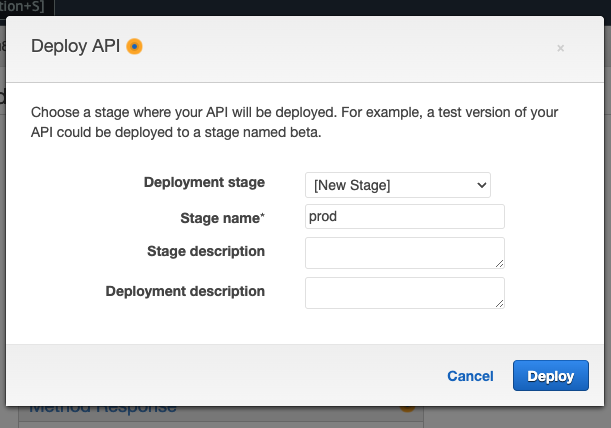 tion+S]
Deploy API
×
Choose a stage where your API will be deployed. For example, a test version of your
API could be deployed to a stage named beta.
Deployment stage [New Stage]
Stage name* prod
Stage description
Deployment description
Cancel Deploy
Method Response